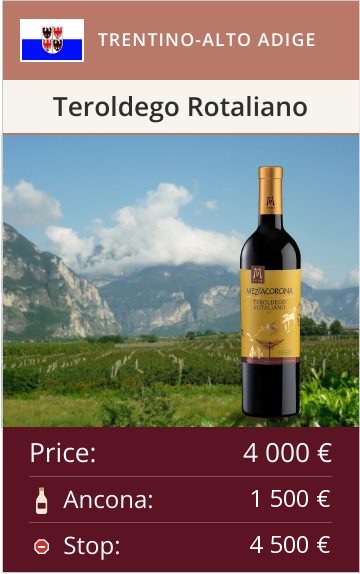 TRENTINO-ALTO ADIGE
Teroldego Rotaliano
M
M
MEZZACORONA
TEROLDEGO
ROTALIANO
Price: 4 000 €
Ancona: 1 500 €
Stop: 4 500 €